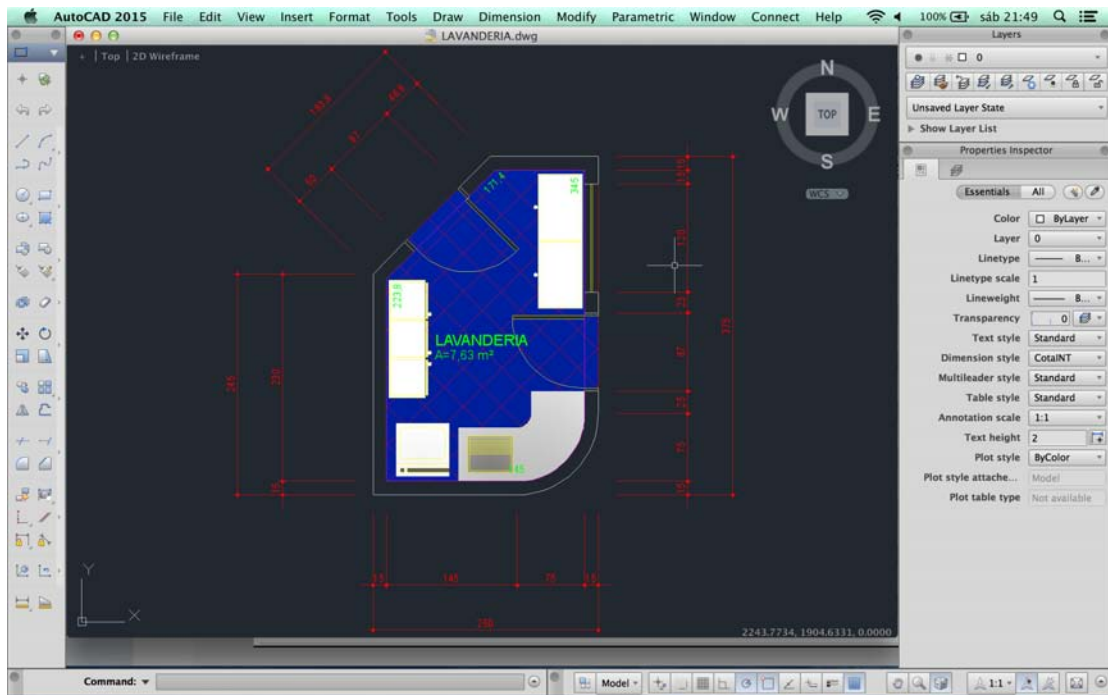 AutoCAD 2015 File Edit View Insert Format Tools Draw Dimension Modify Parametric Window Connect Help 100% sáb 21:49
LAVANDERIA.dwg
Layers
+ | Top | 2D Wireframe
0
Unsaved Layer State
Show Layer List
Properties Inspector
Essentials All
Color ByLayer
Layer 0
Linetype B...
Linetype scale 1
Lineweight B...
Transparency 0
Text style Standard
Dimension style CotaINT
Multileader style Standard
Table style Standard
Annotation scale 1:1
Text height 2
Plot style ByColor
Plot style attache... Model
Plot table type Not available
N
W TOP E
S
WCS
87
171,4
345
128
223,8
LAVANDERIA
A=7,63 m²
245
230
375
87
25
75
15
15
15 145 75 15
250
Y
X
2243.7734, 1904.6331, 0.0000
Command:
Model
1:1